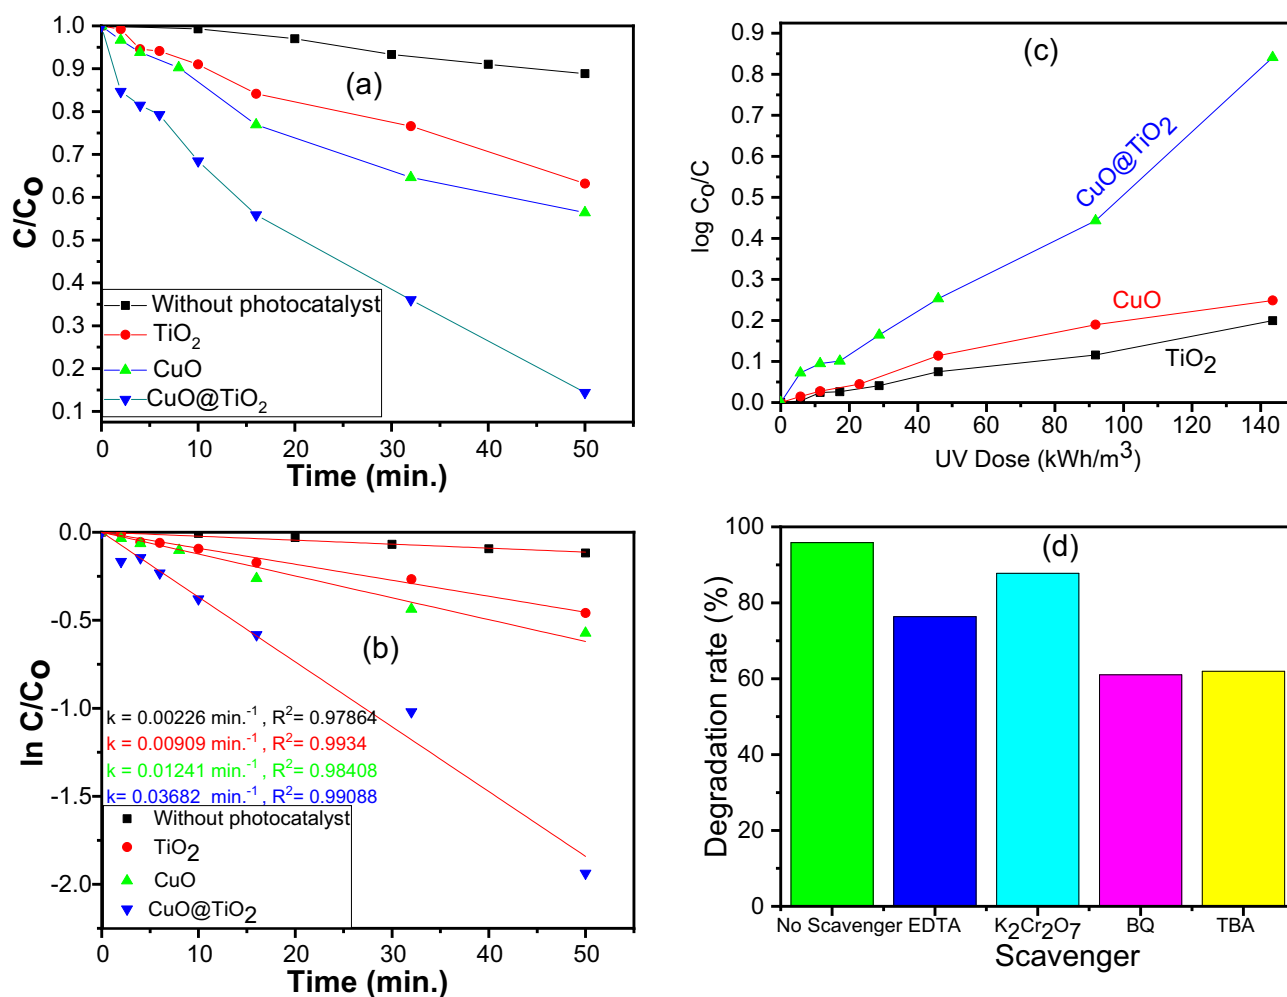 1.0
0.9
0.8
0.7
0.6
0.5
0.4
0.3
0.2
0.1
C/Co
(a)
Without photocatalyst
TiO2
CuO
CuO@TiO2
0 10 20 30 40 50
Time (min.)
0.9
0.8
0.7
0.6
0.5
0.4
0.3
0.2
0.1
0.0
log Co/C
(c)
CuO@TiO2
CuO
TiO2
0 20 40 60 80 100 120 140
UV Dose (kWh/m3)
0.0
-0.5
-1.0
-1.5
-2.0
ln C/Co
(b)
k = 0.00226 min.-1 , R2= 0.97864
k = 0.00909 min.-1 , R2= 0.9934
k = 0.01241 min.-1 , R2= 0.98408
k= 0.03682 min.-1 , R2= 0.99088
Without photocatalyst
TiO2
CuO
CuO@TiO2
0 10 20 30 40 50
Time (min.)
100
80
60
40
20
0
Degradation rate (%)
(d)
No Scavenger EDTA K2Cr2O7 BQ TBA
Scavenger